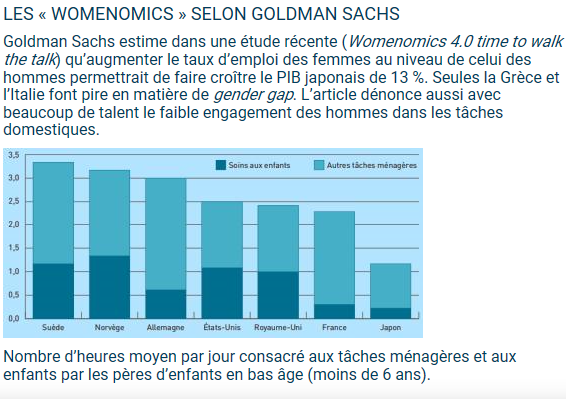 LES « WOMENOMICS » SELON GOLDMAN SACHS
Goldman Sachs estime dans une étude récente (Womenomics 4.0 time to walk
the talk) qu’augmenter le taux d’emploi des femmes au niveau de celui des
hommes permettrait de faire croître le PIB japonais de 13 %. Seules la Grèce et
l’Italie font pire en matière de gender gap. L’article dénonce aussi avec
beaucoup de talent le faible engagement des hommes dans les tâches
domestiques.
3,5
Soins aux enfants
Autres tâches ménagères
3,0
2,5
2,0
1,5
1,0
0,5
0,0
Suède Norvège Allemagne États-Unis Royaume-Uni France Japon
Nombre d’heures moyen par jour consacré aux tâches ménagères et aux
enfants par les pères d’enfants en bas âge (moins de 6 ans).